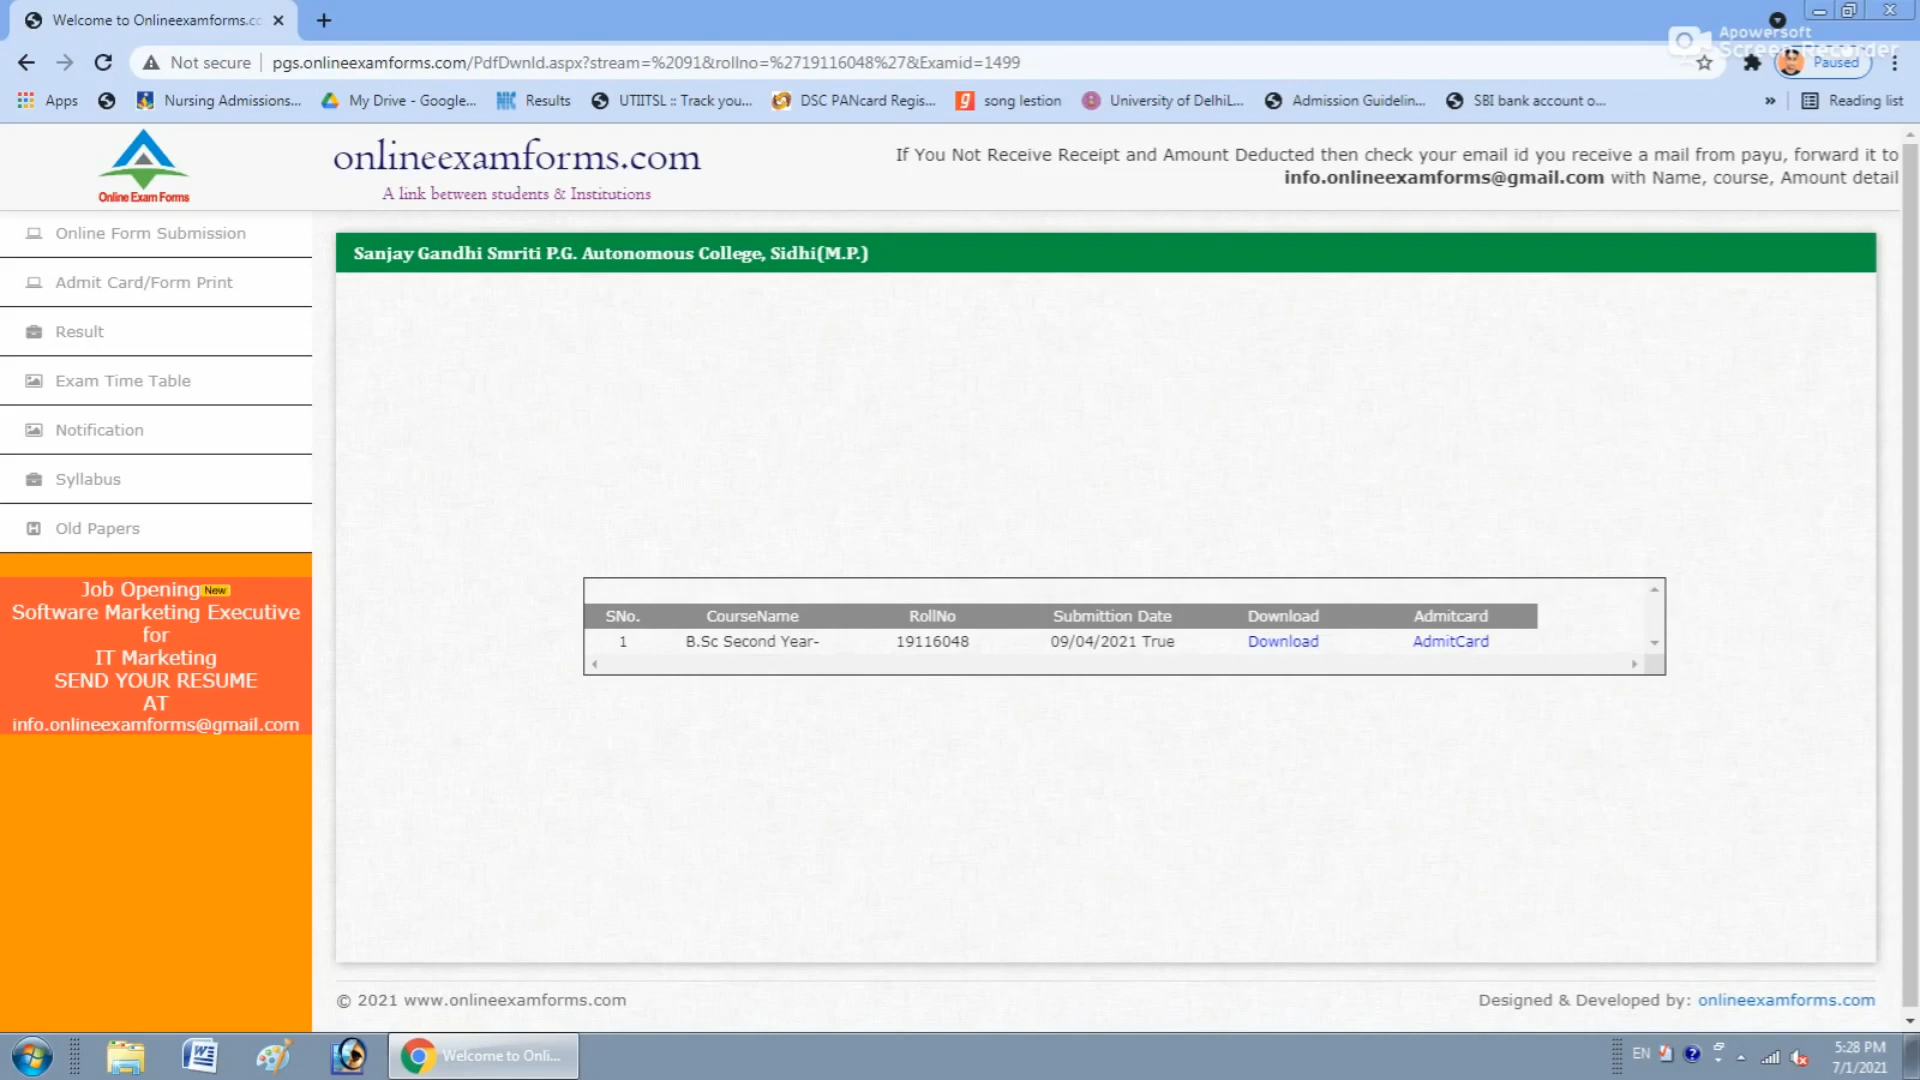 Welcome to Onlineexamforms.co
Apowersoft
Screen Recorder
Not secure
pgs.onlineexamforms.com/PdfDwnld.aspx?stream=%2091&rollno=%2719116048%27&Examid=1499
Paused
Apps
Nursing Admissions...
My Drive - Google...
Results
UTIITSL :: Track you...
DSC PANcard Regis...
song lestion
University of DelhiL...
Admission Guidelin...
SBI bank account o...
»
Reading list
Online Exam Forms
onlineexamforms.com
A link between students & Institutions
If You Not Receive Receipt and Amount Deducted then check your email id you receive a mail from payu, forward it to
info.onlineexamforms@gmail.com with Name, course, Amount detail
Online Form Submission
Admit Card/Form Print
Result
Exam Time Table
Notification
Syllabus
Old Papers
Job Opening New
Software Marketing Executive
for
IT Marketing
SEND YOUR RESUME
AT
info.onlineexamforms@gmail.com
Sanjay Gandhi Smriti P.G. Autonomous College, Sidhi(M.P.)
SNo. CourseName RollNo Submittion Date Download Admitcard
1 B.Sc Second Year- 19116048 09/04/2021 True Download AdmitCard
© 2021 www.onlineexamforms.com
Designed & Developed by: onlineexamforms.com
Welcome to Onli...
EN
5:28 PM
7/1/2021